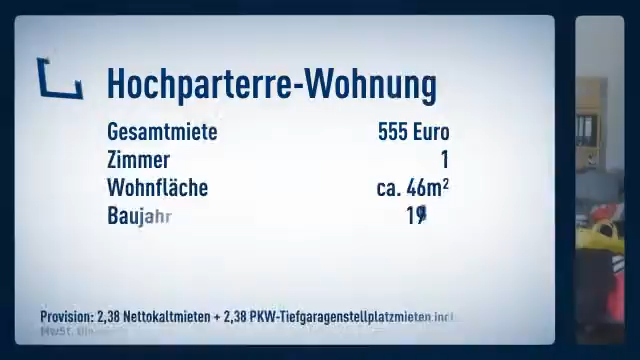 Hochparterre-Wohnung
Gesamtmiete 555 Euro
Zimmer 1
Wohnfläche ca. 46m²
Baujahr
Provision: 2,38 Nettokaltmieten + 2,38 PKW-Tiefgaragenstellplatzmieten incl.
MwSt.